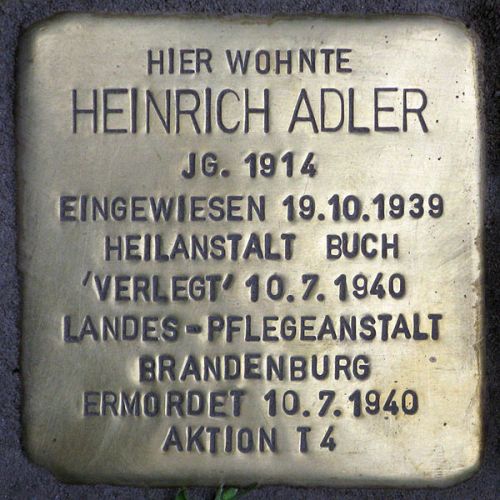 HIER WOHNTE
HEINRICH ADLER
JG. 1914
EINGEWIESEN 19.10.1939
HEILANSTALT BUCH
'VERLEGT' 10.7.1940
LANDES-PFLEGEANSTALT
BRANDENBURG
ERMORDET 10.7.1940
AKTION T4